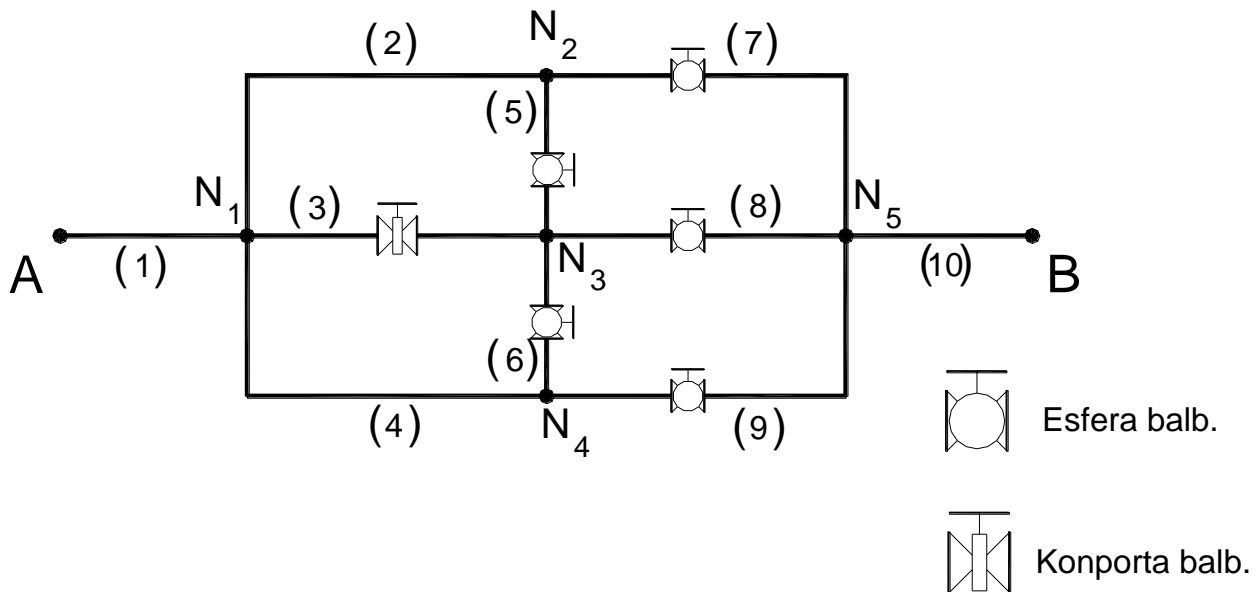 (2)
N2
(7)
(5)
N1
(3)
(8)
N5
A
(1)
N3
(10)
B
(6)
(4)
N4
(9)
Esfera balb.
Konporta balb.